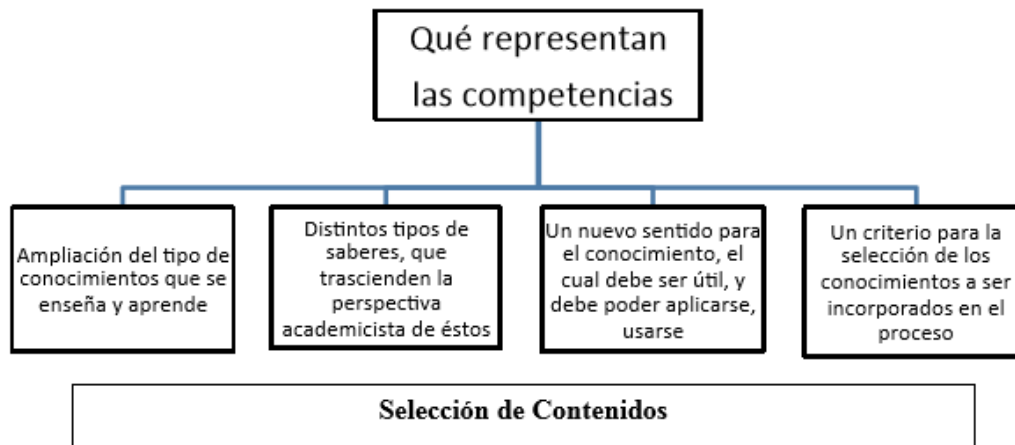 Qué representan
las competencias
Ampliación del tipo de
conocimientos que se
enseña y aprende
Distintos tipos de
saberes, que
trascienden la
perspectiva
academicista de éstos
Un nuevo sentido para
el conocimiento, el
cual debe ser útil, y
debe poder aplicarse,
usarse
Un criterio para la
selección de los
conocimientos a ser
incorporados en el
proceso
Selección de Contenidos